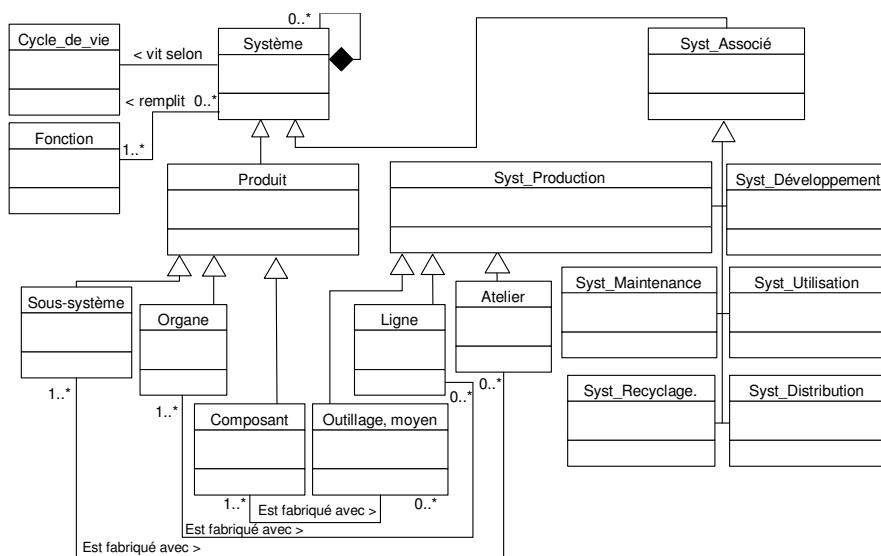 0..*
Cycle_de_vie
Système
Syst_Associé
< vit selon
< remplit 0..*
Fonction
1..*
Produit
Syst_Production
Syst_Développement
Sous-système
Organe
Ligne
Atelier
Syst_Maintenance
Syst_Utilisation
1..*
0..*
1..*
0..*
Composant
Outillage, moyen
Syst_Recyclage.
Syst_Distribution
1..*
0..*
Est fabriqué avec >
Est fabriqué avec >
Est fabriqué avec >